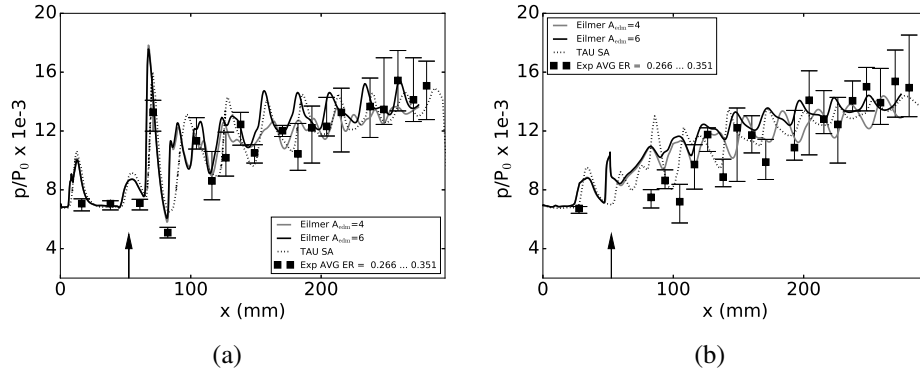 20
16
12
8
4
p/P₀ x 1e-3
0 100 200
x (mm)
Eilmer Aₑdₘ=4
Eilmer Aₑdₘ=6
TAU SA
Exp AVG ER = 0.266 ... 0.351
(a)
20
16
12
8
4
p/P₀ x 1e-3
0 100 200
x (mm)
Eilmer Aₑdₘ=4
Eilmer Aₑdₘ=6
TAU SA
Exp AVG ER = 0.266 ... 0.351
(b)